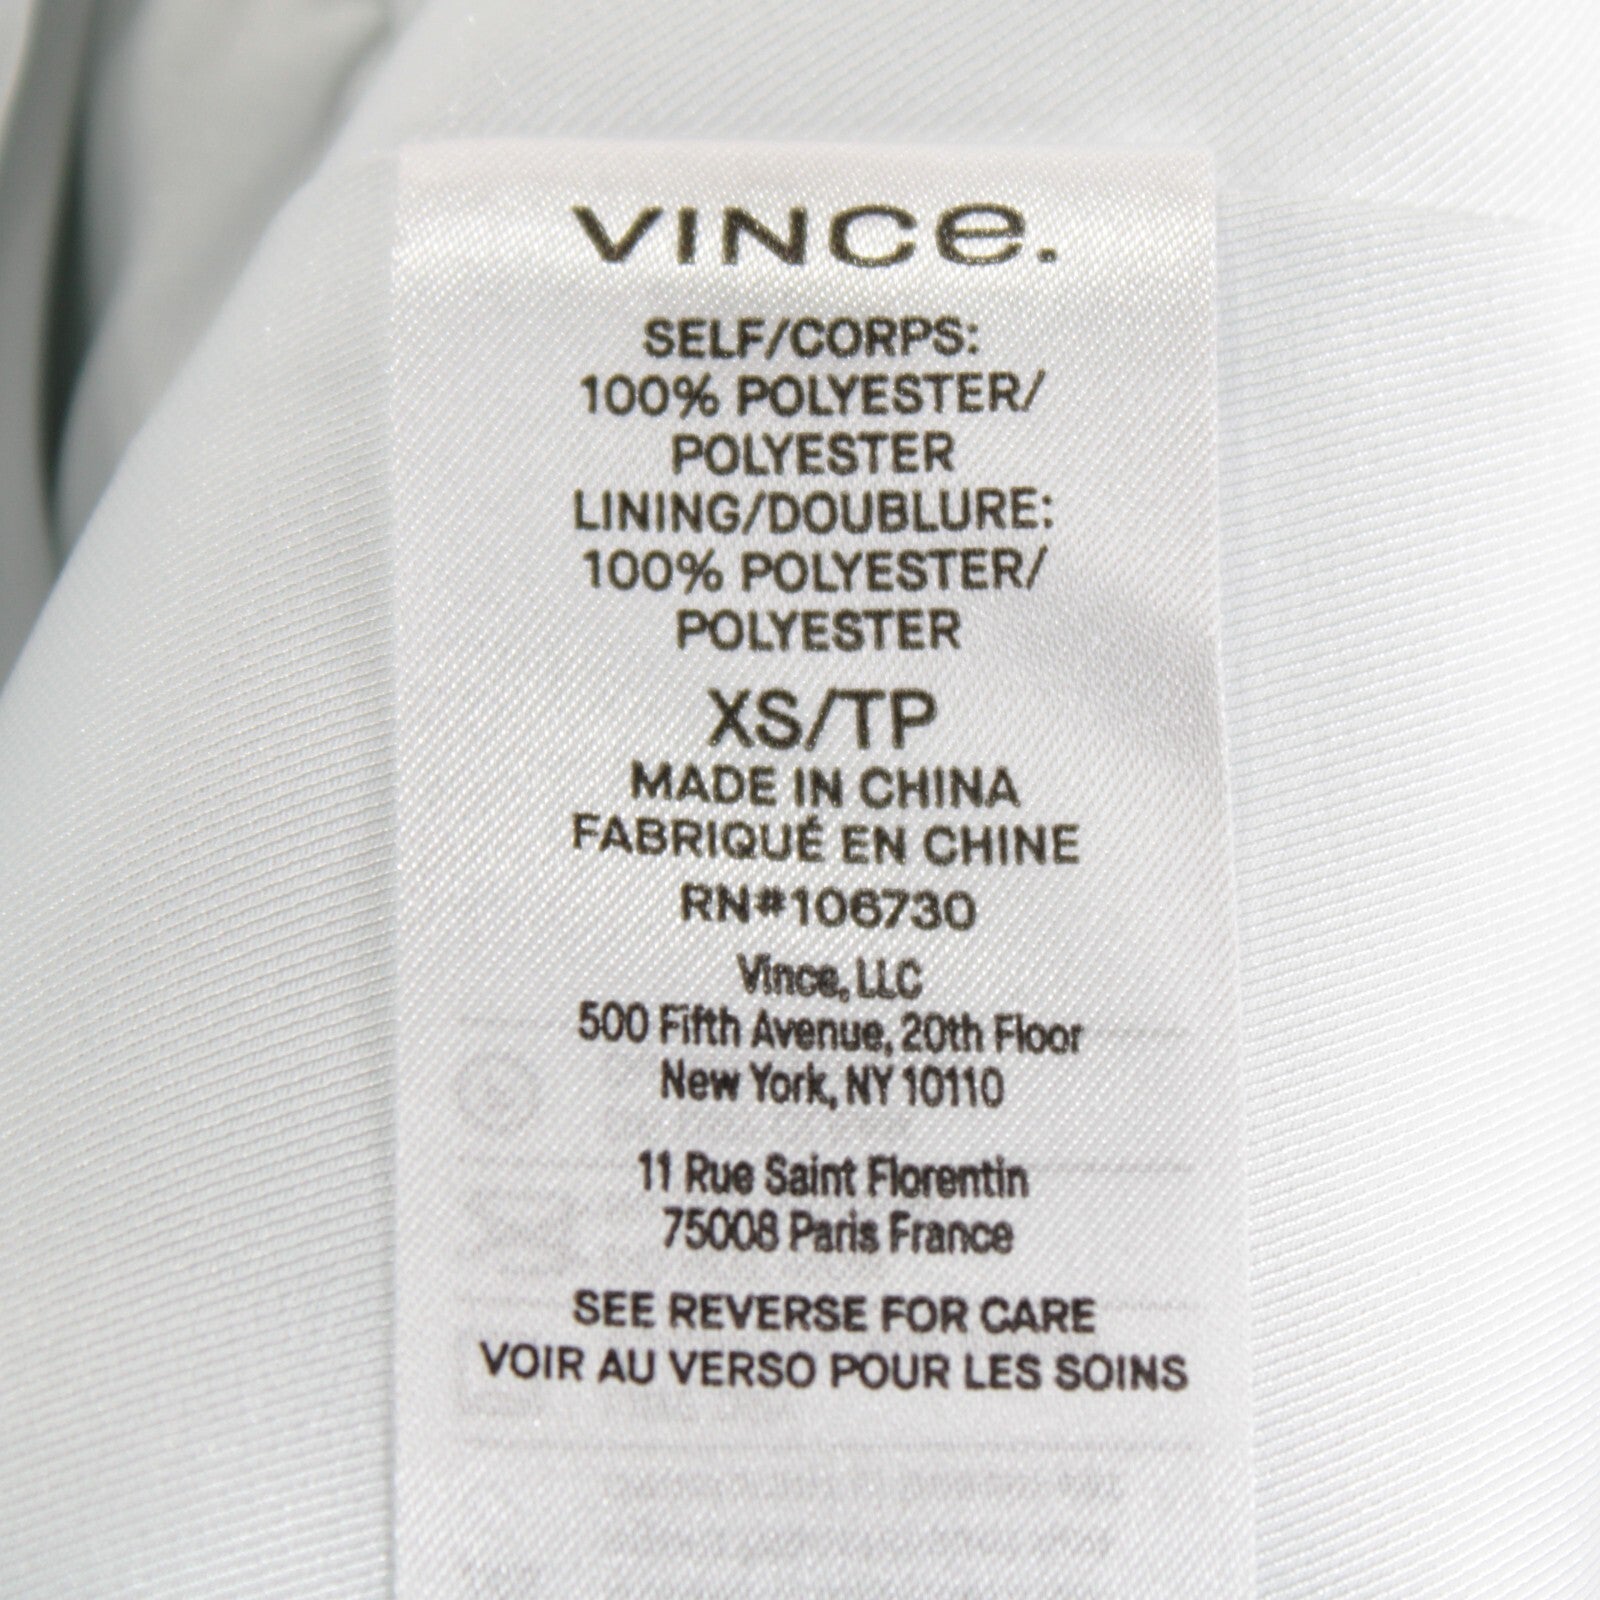 VINCe.
SELF/CORPS:
100% POLYESTER/
POLYESTER
LINING/DOUBLURE:
100% POLYESTER/
POLYESTER
XS/TP
MADE IN CHINA
FABRIQUÉ EN CHINE
RN#106730
Vince, LLC
500 Fifth Avenue, 20th Floor
New York, NY 10110
11 Rue Saint Florentin
75008 Paris France
SEE REVERSE FOR CARE
VOIR AU VERSO POUR LES SOINS